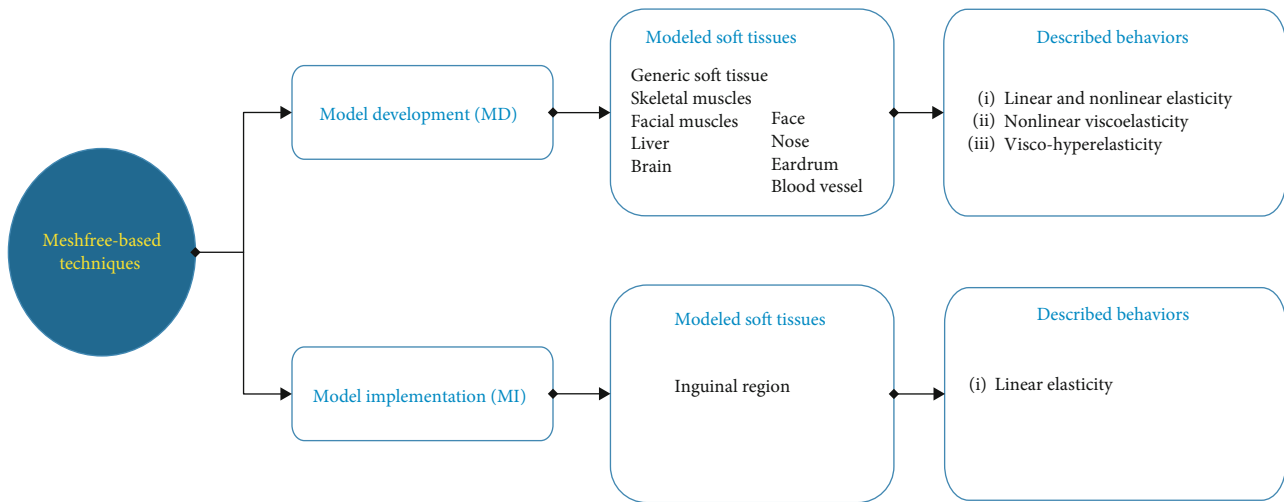 Meshfree-based
techniques
Model development (MD)
Modeled soft tissues
Generic soft tissue
Skeletal muscles
Facial muscles
Liver
Brain
Face
Nose
Eardrum
Blood vessel
Described behaviors
(i) Linear and nonlinear elasticity
(ii) Nonlinear viscoelasticity
(iii) Visco-hyperelasticity
Model implementation (MI)
Modeled soft tissues
Inguinal region
Described behaviors
(i) Linear elasticity